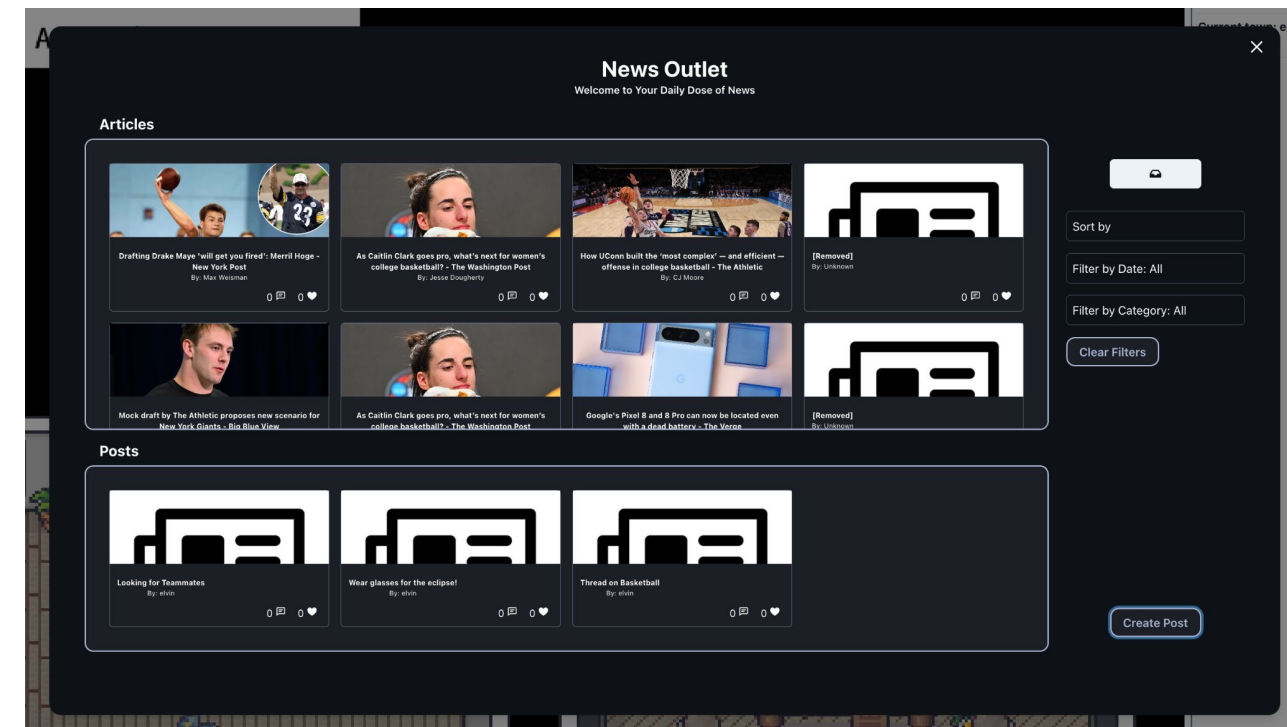 Current town: e
A
News Outlet
Welcome to Your Daily Dose of News
Articles
Drafting Drake Maye 'will get you fired': Merril Hoge -
New York Post
By: Max Weisman
0 0
As Caitlin Clark goes pro, what's next for women's
college basketball? - The Washington Post
By: Jesse Dougherty
0 0
How UConn built the 'most complex' — and efficient —
offense in college basketball - The Athletic
By: CJ Moore
0 0
[Removed]
By: Unknown
0 0
Mock draft by The Athletic proposes new scenario for
New York Giants - Big Blue View
As Caitlin Clark goes pro, what's next for women's
college basketball? - The Washington Post
Google's Pixel 8 and 8 Pro can now be located even
with a dead battery - The Verge
[Removed]
By: Unknown
Sort by
Filter by Date: All
Filter by Category: All
Clear Filters
Posts
Looking for Teammates
By: elvin
0 0
Wear glasses for the eclipse!
By: elvin
0 0
Thread on Basketball
By: elvin
0 0
Create Post